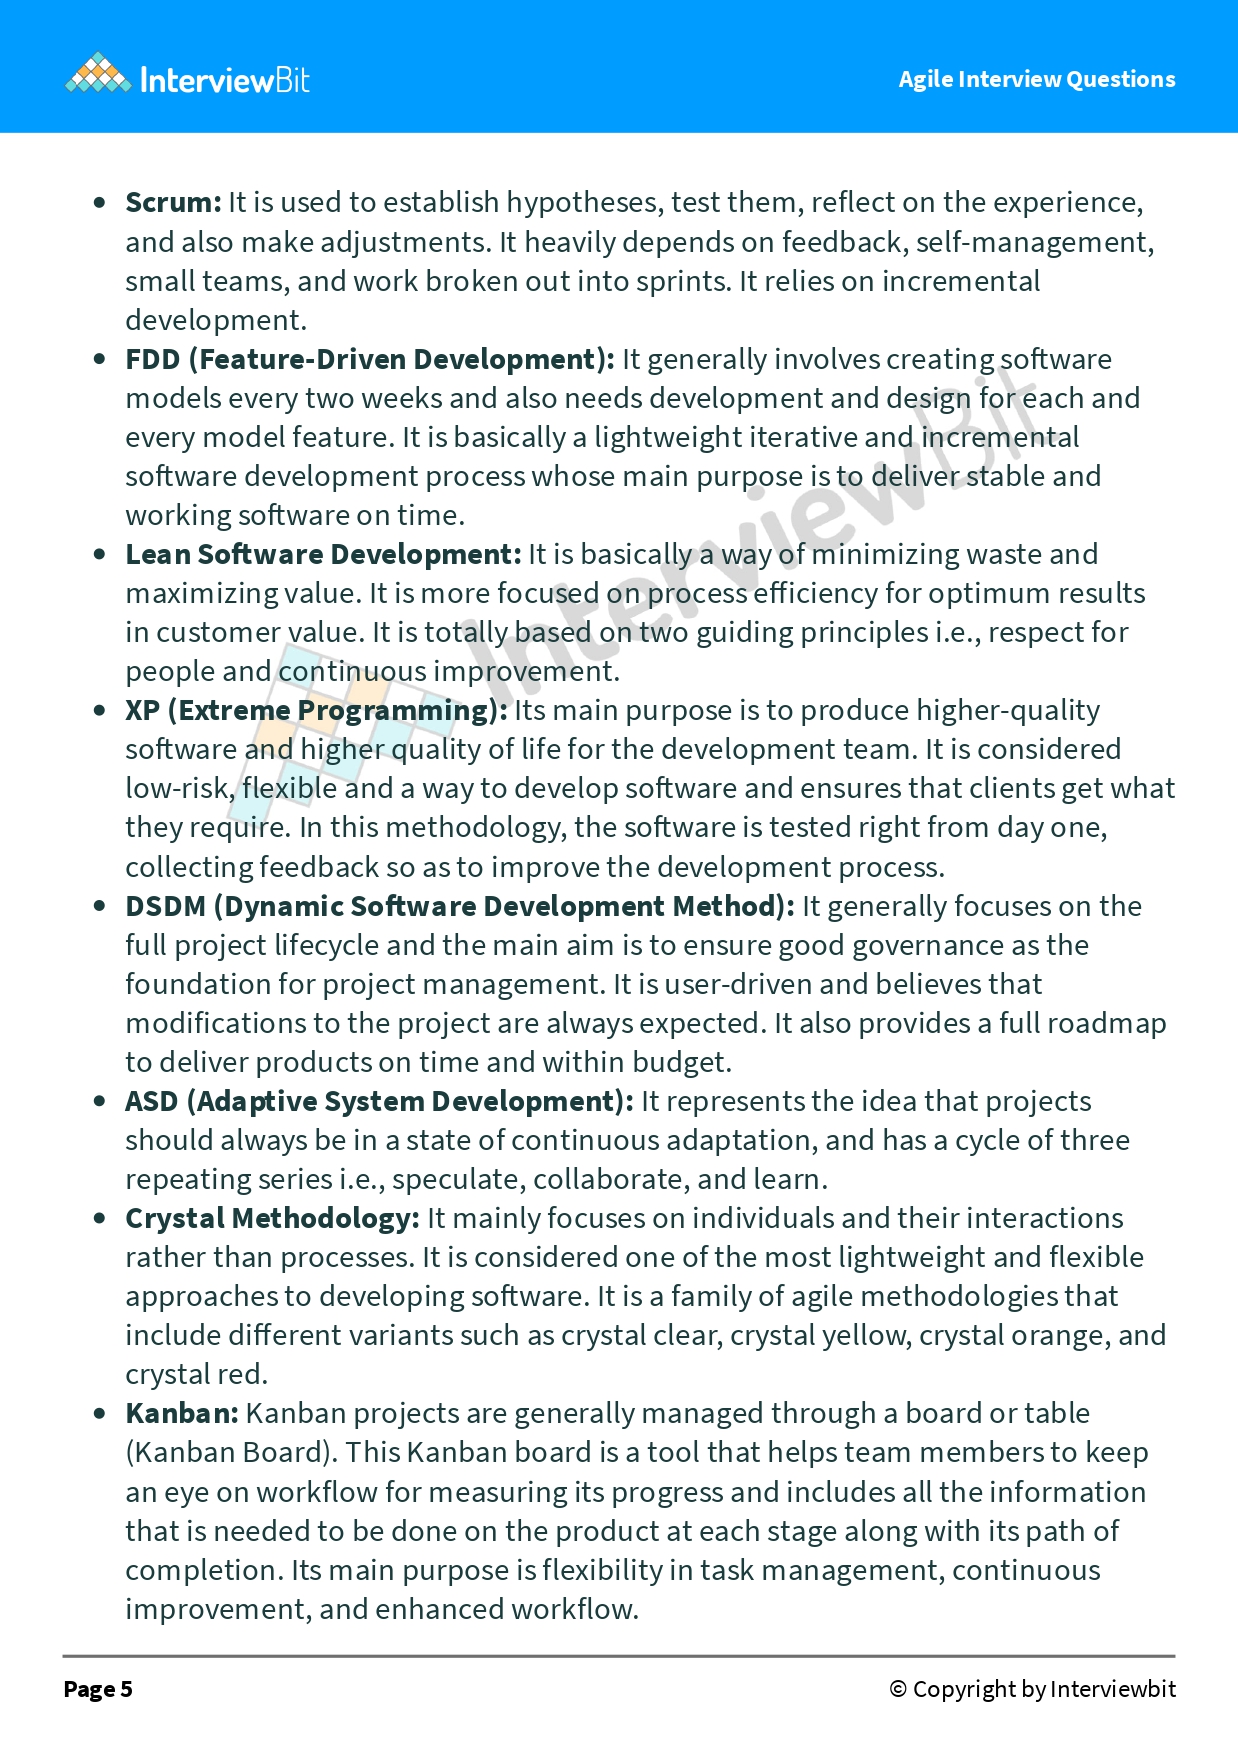 InterviewBit
Agile Interview Questions
• Scrum: It is used to establish hypotheses, test them, reflect on the experience,
and also make adjustments. It heavily depends on feedback, self-management,
small teams, and work broken out into sprints. It relies on incremental
development.
• FDD (Feature-Driven Development): It generally involves creating software
models every two weeks and also needs development and design for each and
every model feature. It is basically a lightweight iterative and incremental
software development process whose main purpose is to deliver stable and
working software on time.
• Lean Software Development: It is basically a way of minimizing waste and
maximizing value. It is more focused on process efficiency for optimum results
in customer value. It is totally based on two guiding principles i.e., respect for
people and continuous improvement.
• XP (Extreme Programming): Its main purpose is to produce higher-quality
software and higher quality of life for the development team. It is considered
low-risk, flexible and a way to develop software and ensures that clients get what
they require. In this methodology, the software is tested right from day one,
collecting feedback so as to improve the development process.
• DSDM (Dynamic Software Development Method): It generally focuses on the
full project lifecycle and the main aim is to ensure good governance as the
foundation for project management. It is user-driven and believes that
modifications to the project are always expected. It also provides a full roadmap
to deliver products on time and within budget.
• ASD (Adaptive System Development): It represents the idea that projects
should always be in a state of continuous adaptation, and has a cycle of three
repeating series i.e., speculate, collaborate, and learn.
• Crystal Methodology: It mainly focuses on individuals and their interactions
rather than processes. It is considered one of the most lightweight and flexible
approaches to developing software. It is a family of agile methodologies that
include different variants such as crystal clear, crystal yellow, crystal orange, and
crystal red.
• Kanban: Kanban projects are generally managed through a board or table
(Kanban Board). This Kanban board is a tool that helps team members to keep
an eye on workflow for measuring its progress and includes all the information
that is needed to be done on the product at each stage along with its path of
completion. Its main purpose is flexibility in task management, continuous
improvement, and enhanced workflow.
InterviewBit
Page 5
© Copyright by Interviewbit